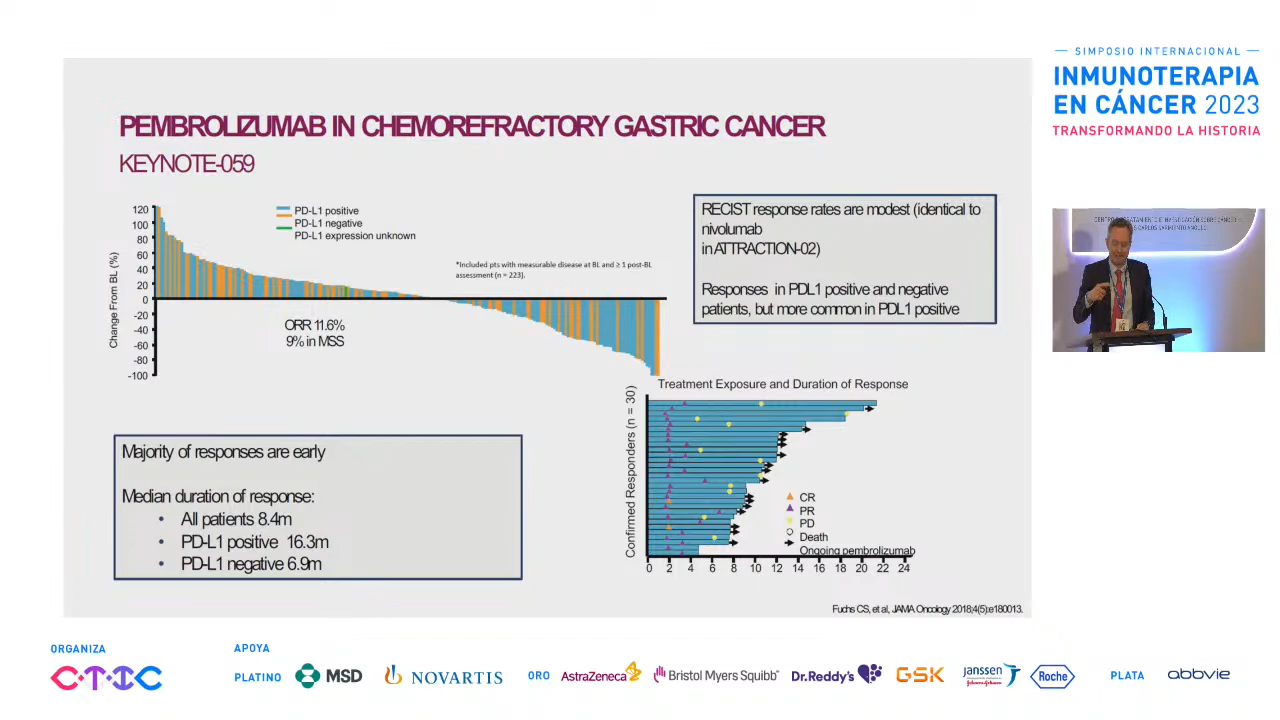 SIMPOSIO INTERNACIONAL
INMUNOTERAPIA
EN CÁNCER 2023
TRANSFORMANDO LA HISTORIA
PEMBROLIZUMAB IN CHEMOREFRACTORY GASTRIC CANCER
KEYNOTE-059
Change From BL (%)
120
100
80
60
40
20
0
-20
-40
-60
-80
-100
PD-L1 positive
PD-L1 negative
PD-L1 expression unknown
*Included pts with measurable disease at BL and ≥ 1 post-BL
assessment (n = 223).
ORR 11.6%
9% in MSS
RECIST response rates are modest (identical to
nivolumab
in ATTRACTION-02)
Responses in PDL1 positive and negative
patients, but more common in PDL1 positive
Majority of responses are early
Median duration of response:
• All patients 8.4m
• PD-L1 positive 16.3m
• PD-L1 negative 6.9m
Treatment Exposure and Duration of Response
Confirmed Responders (n = 30)
CR
PR
PD
Death
Ongoing pembrolizumab
0 2 4 6 8 10 12 14 16 18 20 22 24
Fuchs CS, et al, JAMA Oncology 2018;4(5):e180013.
ORGANIZA
CTIC
APOYA
PLATINO
MSD
NOVARTIS
ORO
AstraZeneca
Bristol Myers Squibb
Dr.Reddy's
GSK
Janssen
Johnson & Johnson
Roche
PLATA
abbvie